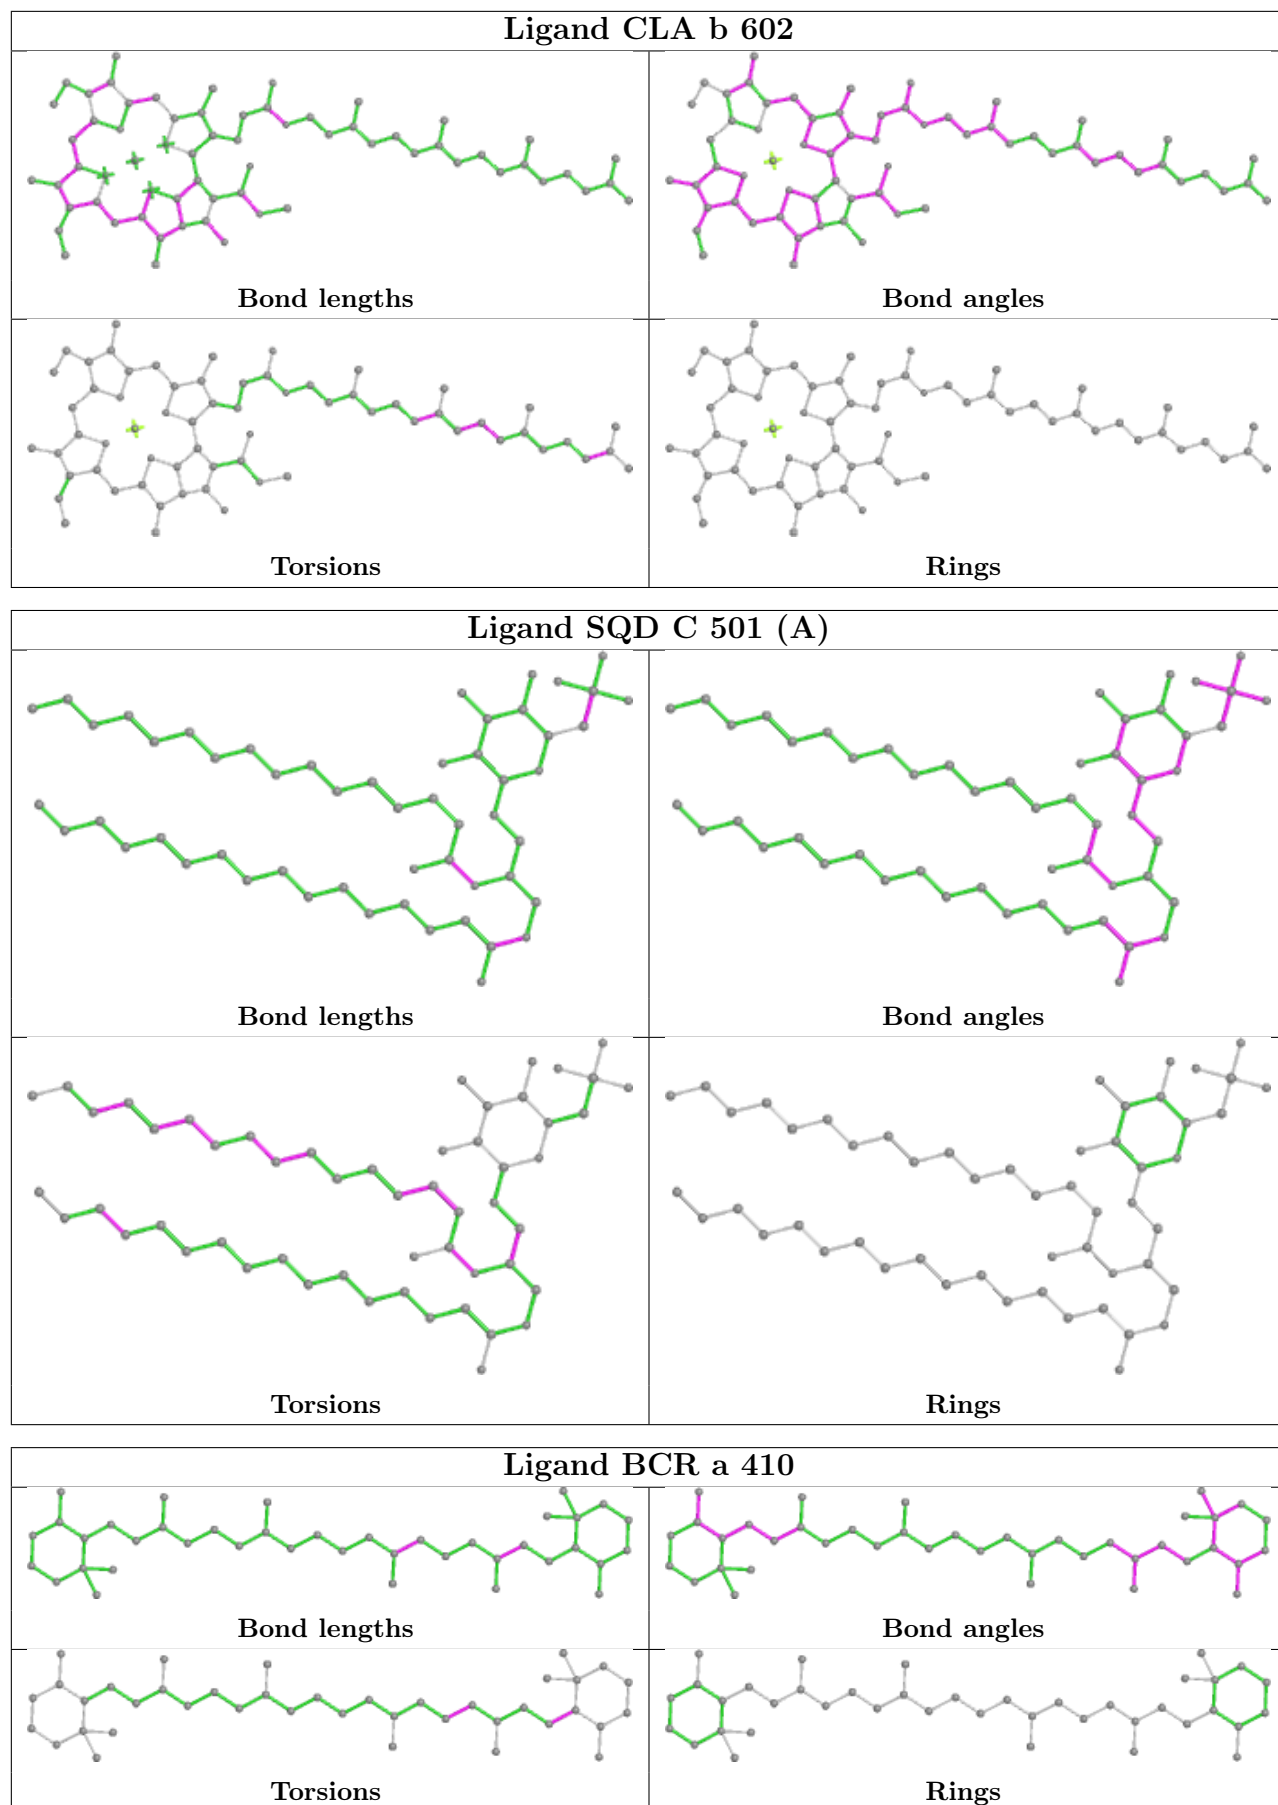 Ligand CLA b 602
Bond lengths
Bond angles
Torsions
Rings
Ligand SQD C 501 (A)
Bond lengths
Bond angles
Torsions
Rings
Ligand BCR a 410
Bond lengths
Bond angles
Torsions
Rings